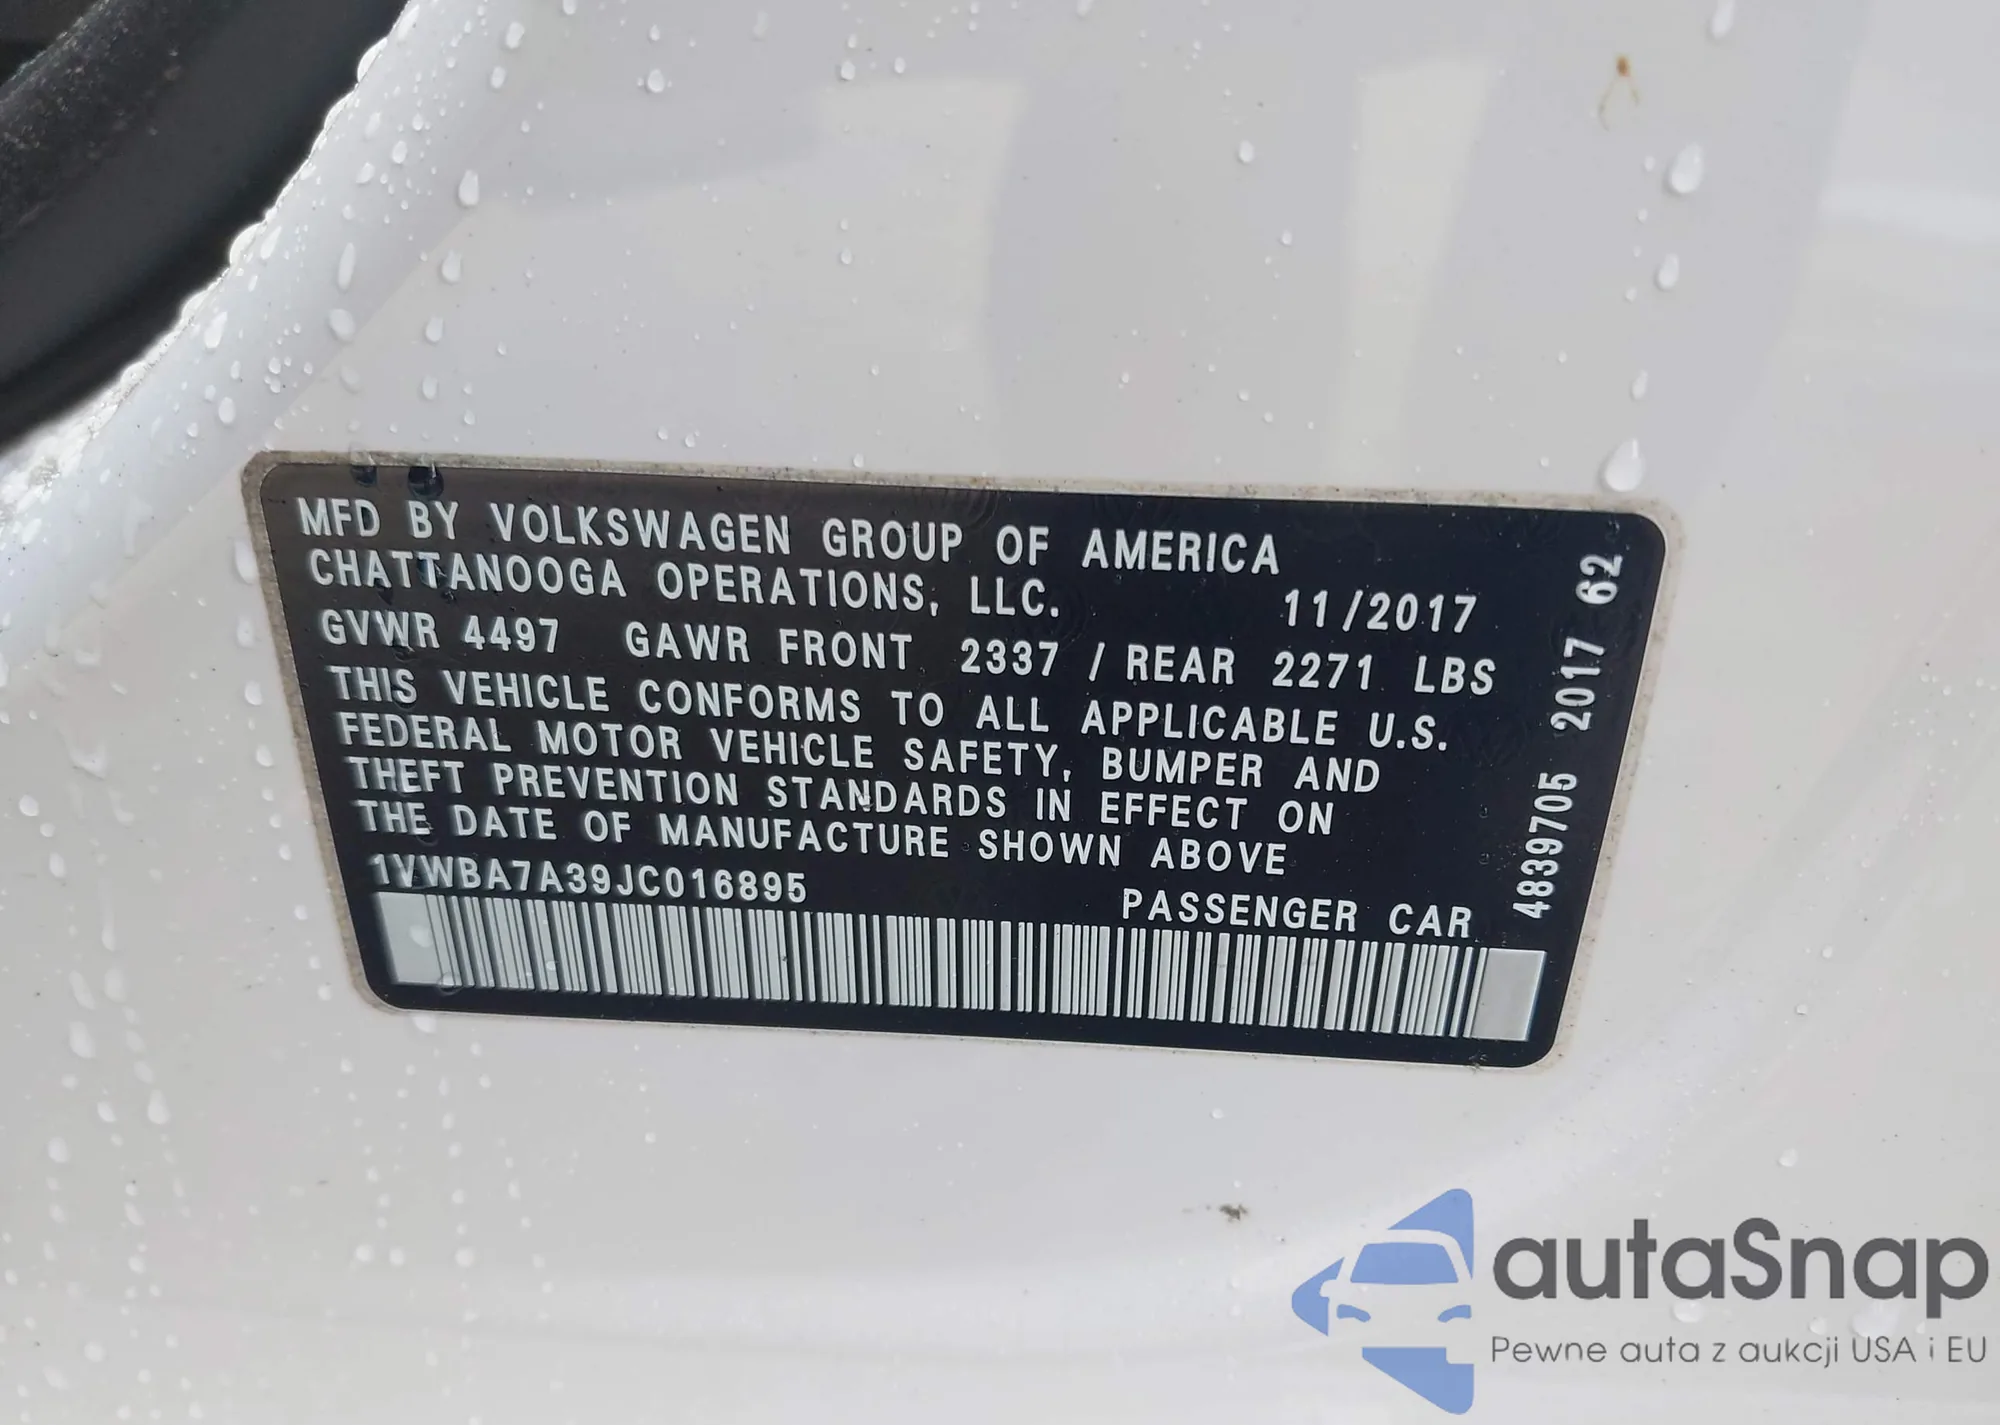 MFD BY VOLKSWAGEN GROUP OF AMERICA
CHATTANOOGA OPERATIONS, LLC.
11/2017
GVWR 4497 GAWR FRONT 2337 / REAR 2271 LBS
THIS VEHICLE CONFORMS TO ALL APPLICABLE U.S.
FEDERAL MOTOR VEHICLE SAFETY, BUMPER AND
THEFT PREVENTION STANDARDS IN EFFECT ON
THE DATE OF MANUFACTURE SHOWN ABOVE
1VWBA7A39JC016895
PASSENGER CAR
4839705 2017 62
autaSnap
Pewne auta z aukcji USA i EU